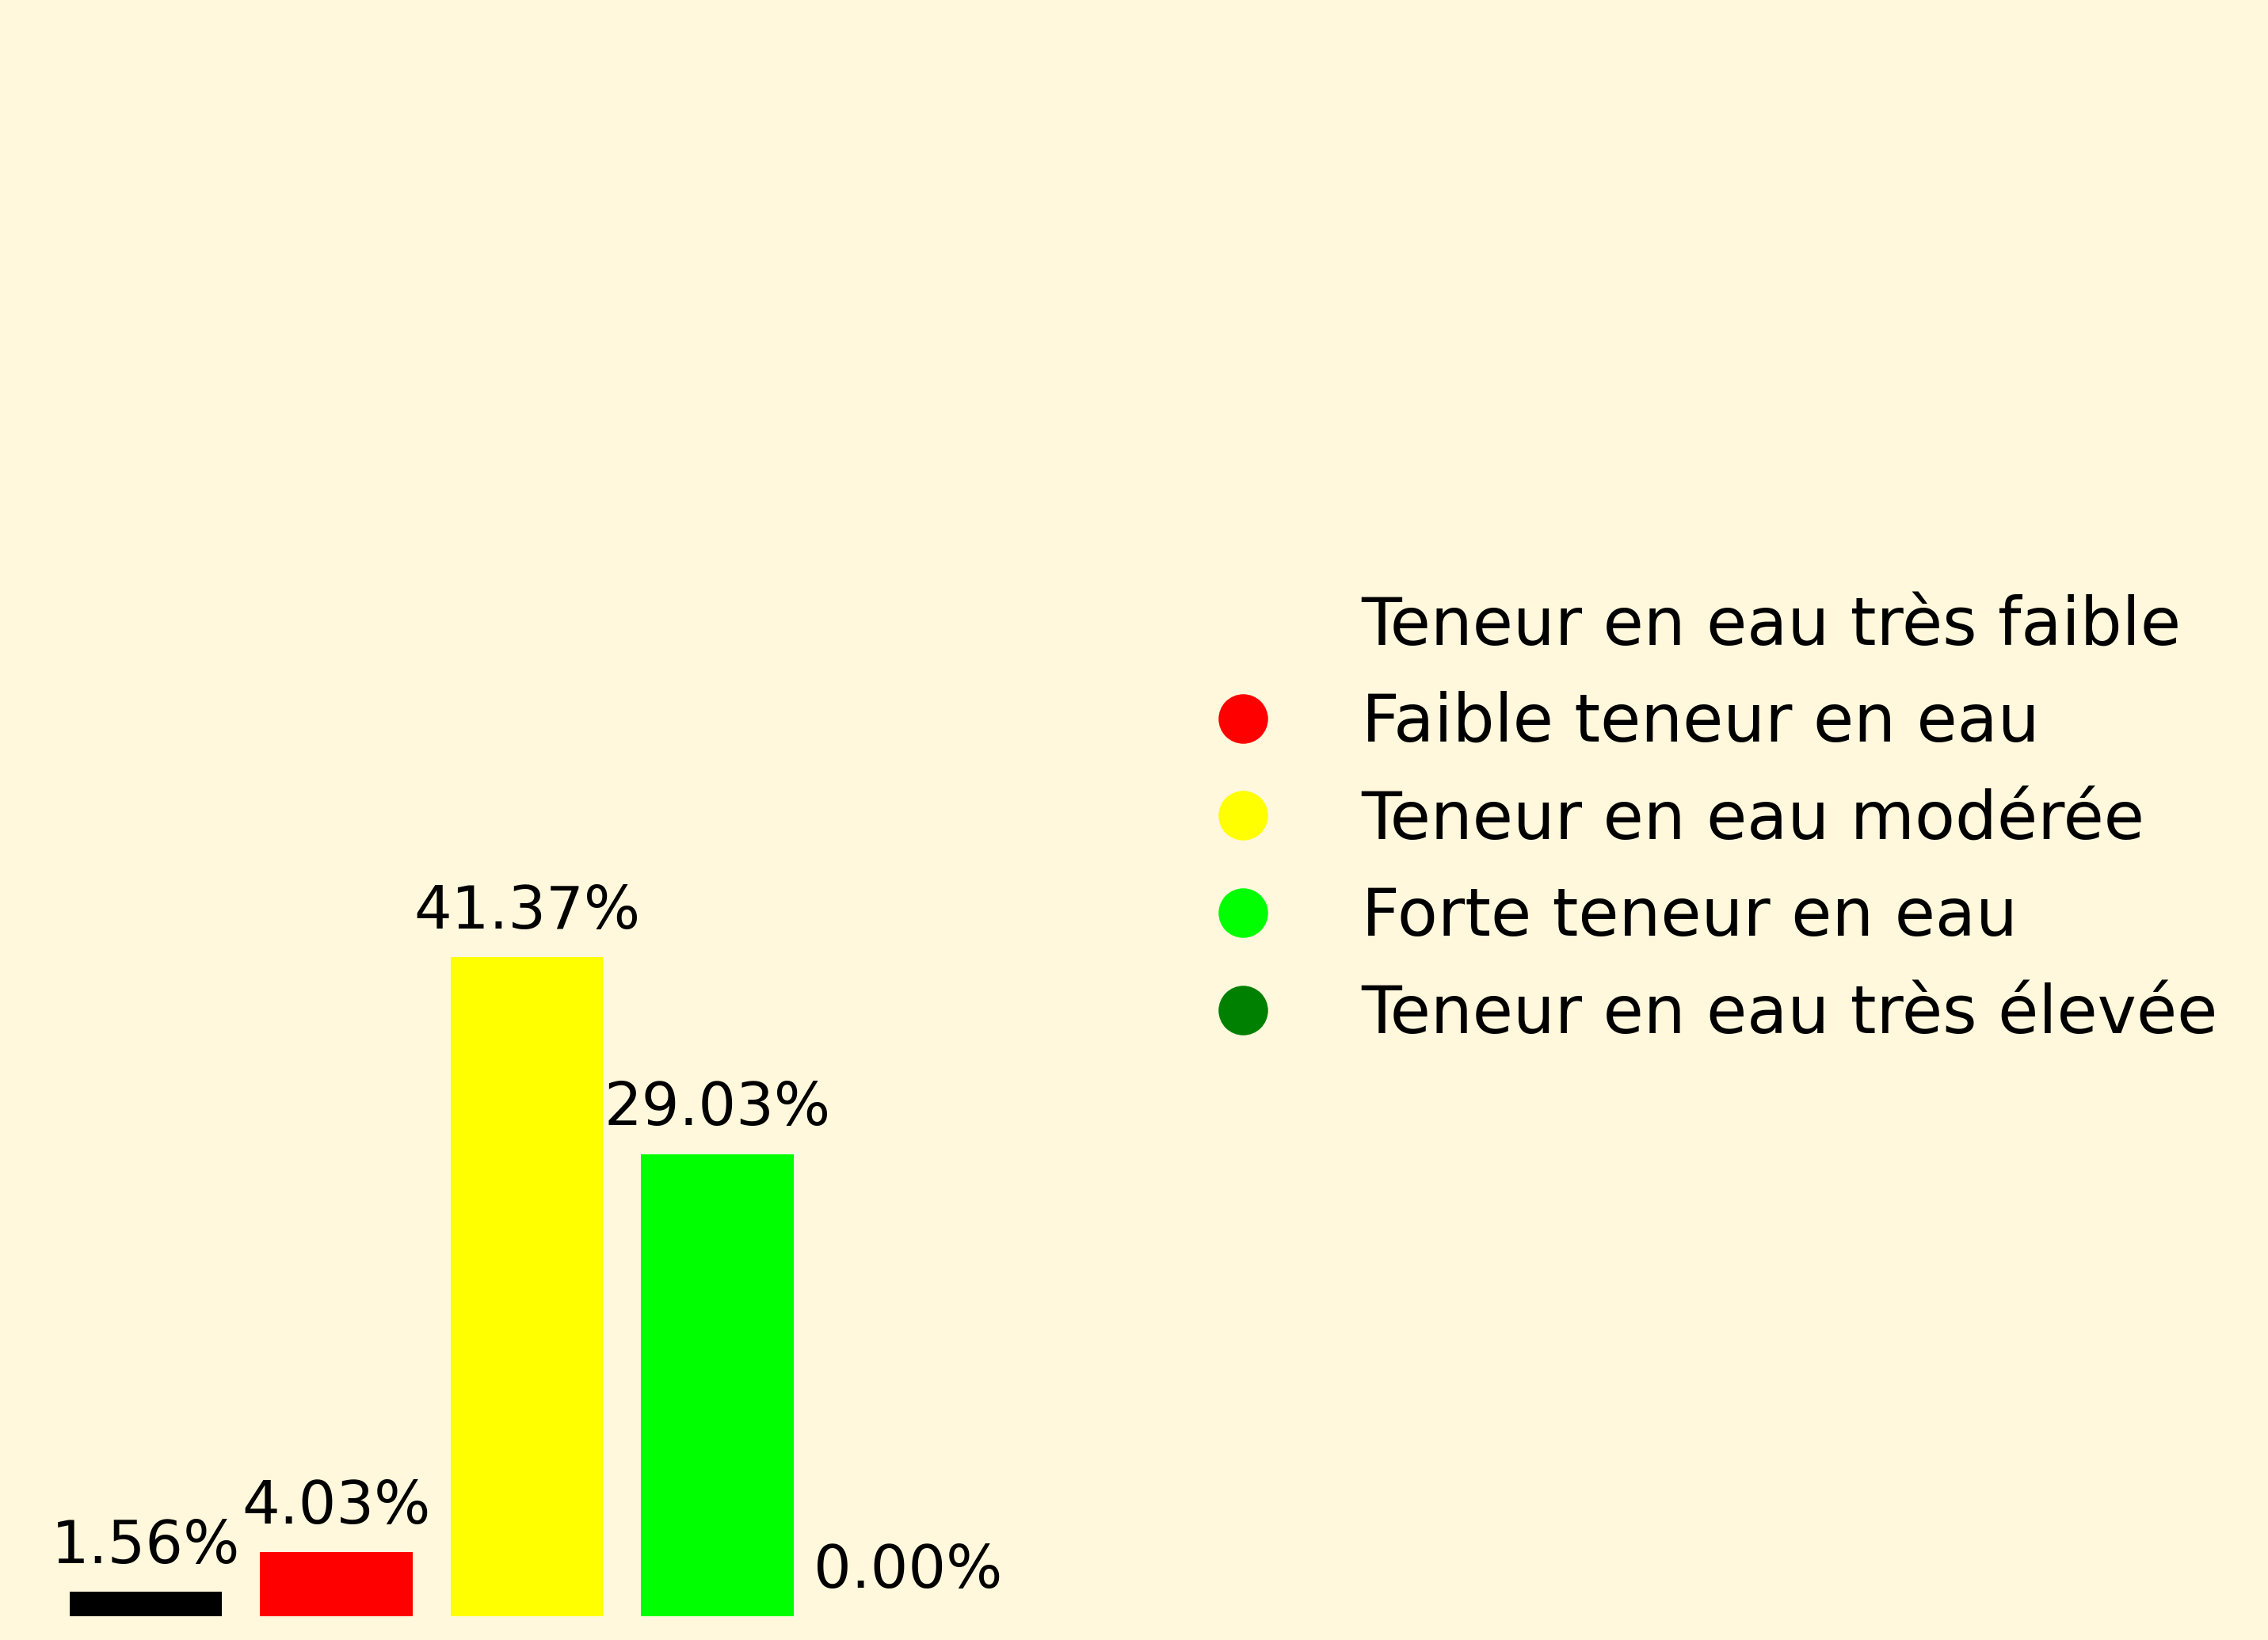 Teneur en eau très faible
Faible teneur en eau
Teneur en eau modérée
Forte teneur en eau
Teneur en eau très élevée
41.37%
29.03%
4.03%
1.56%
0.00%